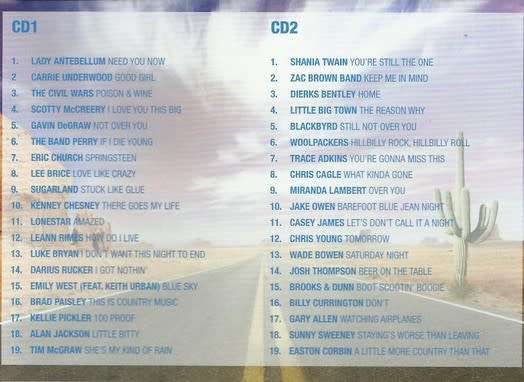 CD1
1. LADY ANTEBELLUM NEED YOU NOW
2 CARRIE UNDERWOOD GOOD GIRL
3. THE CIVIL WARS POISON & WINE
4. SCOTTY McCREERY I LOVE YOU THIS BIG
5. GAVIN DeGRAW NOT OVER YOU
6. THE BAND PERRY IF I DIE YOUNG
7. ERIC CHURCH SPRINGSTEEN
8. LEE BRICE LOVE LIKE CRAZY
9. SUGARLAND STUCK LIKE GLUE
10. KENNEY CHESNEY THERE GOES MY LIFE
11. LONESTAR AMAZED
12. LEANN RIMES HOW DO I LIVE
13. LUKE BRYAN I DON'T WANT THIS NIGHT TO END
14. DARIUS RUCKER I GOT NOTHIN'
15. EMILY WEST (FEAT. KEITH URBAN) BLUE SKY
16. BRAD PAISLEY THIS IS COUNTRY MUSIC
17. KELLIE PICKLER 100 PROOF
18. ALAN JACKSON LITTLE BITTY
19. TIM McGRAW SHE'S MY KIND OF RAIN
CD2
1. SHANIA TWAIN YOU'RE STILL THE ONE
2. ZAC BROWN BAND KEEP ME IN MIND
3. DIERKS BENTLEY HOME
4. LITTLE BIG TOWN THE REASON WHY
5. BLACKBYRD STILL NOT OVER YOU
6. WOOLPACKERS HILLBILLY ROCK, HILLBILLY ROLL
7. TRACE ADKINS YOU'RE GONNA MISS THIS
8. CHRIS CAGLE WHAT KINDA GONE
9. MIRANDA LAMBERT OVER YOU
10. JAKE OWEN BAREFOOT BLUE JEAN NIGHT
11. CASEY JAMES LET'S DON'T CALL IT A NIGHT
12. CHRIS YOUNG TOMORROW
13. WADE BOWEN SATURDAY NIGHT
14. JOSH THOMPSON BEER ON THE TABLE
15. BROOKS & DUNN BOOT SCOOTIN' BOOGIE
16. BILLY CURRINGTON DON'T
17. GARY ALLEN WATCHING AIRPLANES
18. SUNNY SWEENEY STAYING'S WORSE THAN LEAVING
19. EASTON CORBIN A LITTLE MORE COUNTRY THAN THAT